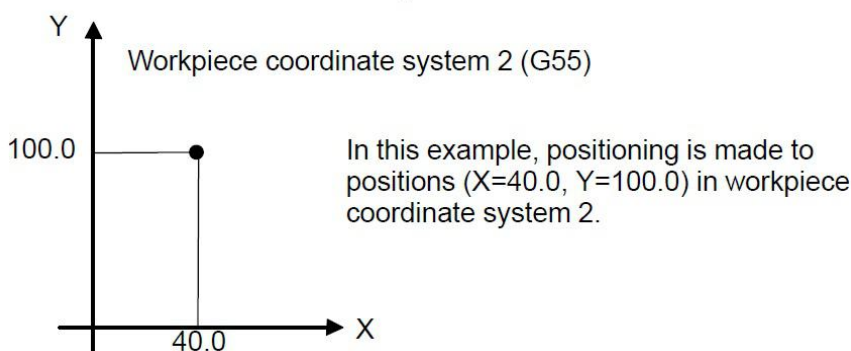 Y
Workpiece coordinate system 2 (G55)
100.0
In this example, positioning is made to
positions (X=40.0, Y=100.0) in workpiece
coordinate system 2.
X
40.0